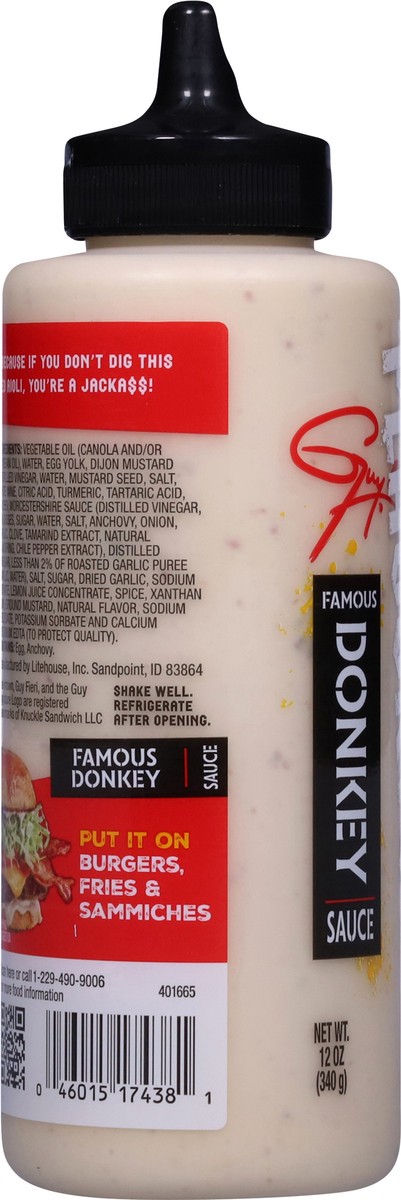 BECAUSE IF YOU DON'T DIG THIS
AIOLI, YOU'RE A JACKA$$!
VEGETABLE OIL (CANOLA AND/OR
OIL), WATER, EGG YOLK, DIJON MUSTARD
VINEGAR, WATER, MUSTARD SEED, SALT,
WINE, CITRIC ACID, TURMERIC, TARTARIC ACID,
WORCESTERSHIRE SAUCE (DISTILLED VINEGAR,
SUGAR, WATER, SALT, ANCHOVY, ONION,
CLOVE, TAMARIND EXTRACT, NATURAL
CHILE PEPPER EXTRACT), DISTILLED
LESS THAN 2% OF ROASTED GARLIC PUREE
WATER), SALT, SUGAR, DRIED GARLIC, SODIUM
LEMON JUICE CONCENTRATE, SPICE, XANTHAN
GROUND MUSTARD, NATURAL FLAVOR, SODIUM
POTASSIUM SORBATE AND CALCIUM
EDTA (TO PROTECT QUALITY).
Egg, Anchovy.
by Litehouse, Inc. Sandpoint, ID 83864
Guy Fieri, and the Guy
Logo are registered
of Knuckle Sandwich LLC
SHAKE WELL.
REFRIGERATE
AFTER OPENING.
FAMOUS
DONKEY
SAUCE
PUT IT ON
BURGERS,
FRIES &
SAMMICHES
here or call 1-229-490-9006
more food information
401665
0 46015 17438 1
Guy
FAMOUS
DONKEY
SAUCE
NET WT.
12 OZ
(340 g)